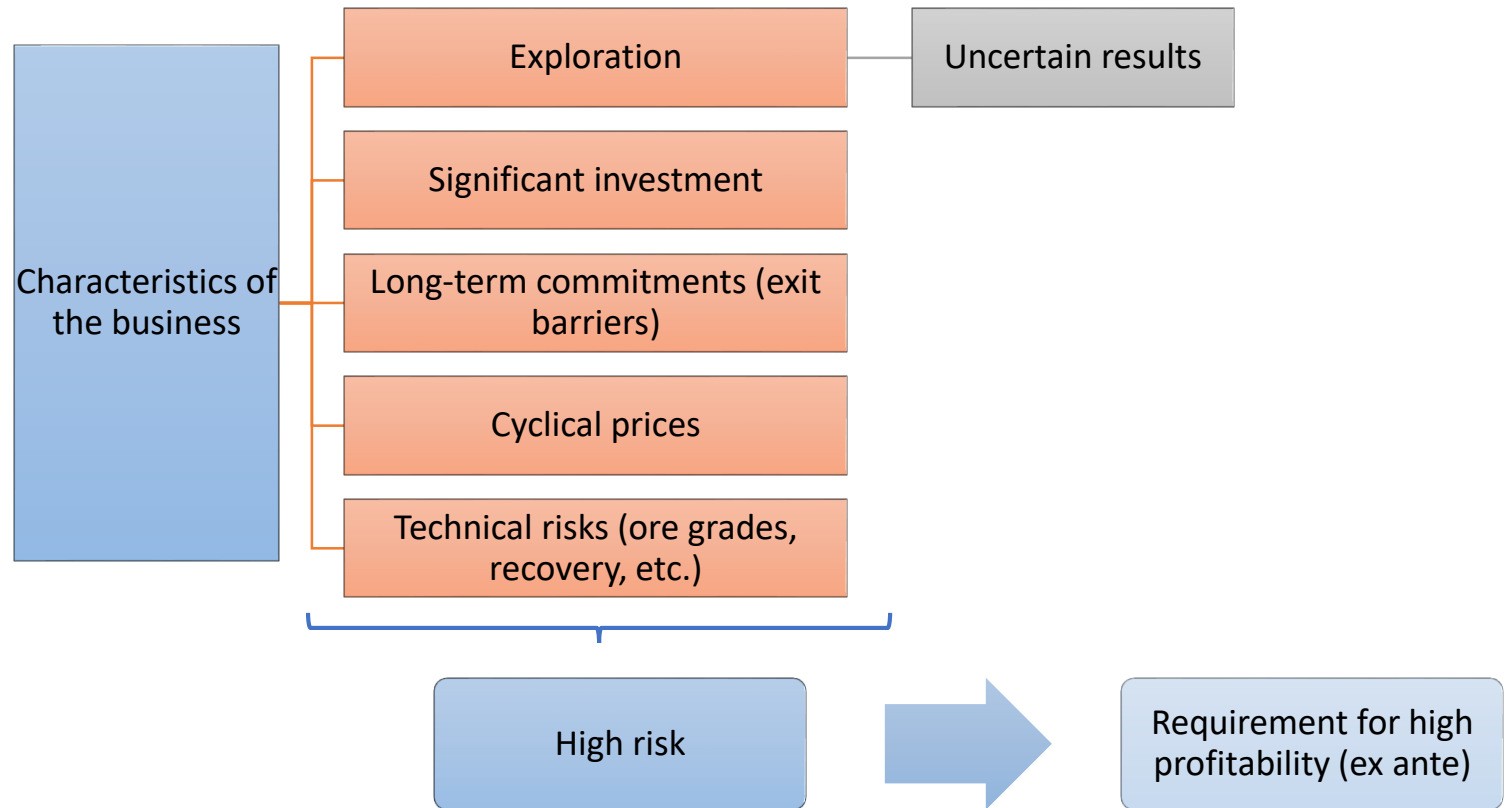 Characteristics of
the business
Exploration
Uncertain results
Significant investment
Long-term commitments (exit
barriers)
Cyclical prices
Technical risks (ore grades,
recovery, etc.)
High risk
Requirement for high
profitability (ex ante)